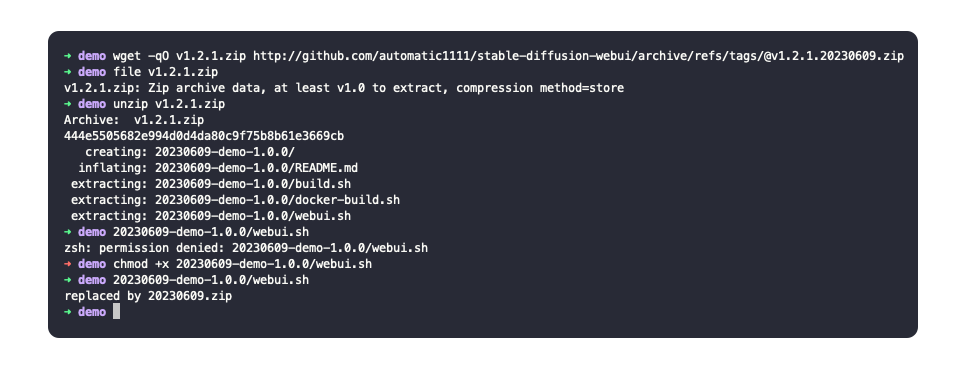 → demo wget -qO v1.2.1.zip http://github.com/automatic1111/stable-diffusion-webui/archive/refs/tags/@v1.2.1.20230609.zip
→ demo file v1.2.1.zip
v1.2.1.zip: Zip archive data, at least v1.0 to extract, compression method=store
→ demo unzip v1.2.1.zip
Archive:  v1.2.1.zip
444e5505682e994d0d4da80c9f75b8b61e3669cb
   creating: 20230609-demo-1.0.0/
  inflating: 20230609-demo-1.0.0/README.md
 extracting: 20230609-demo-1.0.0/build.sh
 extracting: 20230609-demo-1.0.0/docker-build.sh
 extracting: 20230609-demo-1.0.0/webui.sh
→ demo 20230609-demo-1.0.0/webui.sh
zsh: permission denied: 20230609-demo-1.0.0/webui.sh
→ demo chmod +x 20230609-demo-1.0.0/webui.sh
→ demo 20230609-demo-1.0.0/webui.sh
replaced by 20230609.zip
→ demo